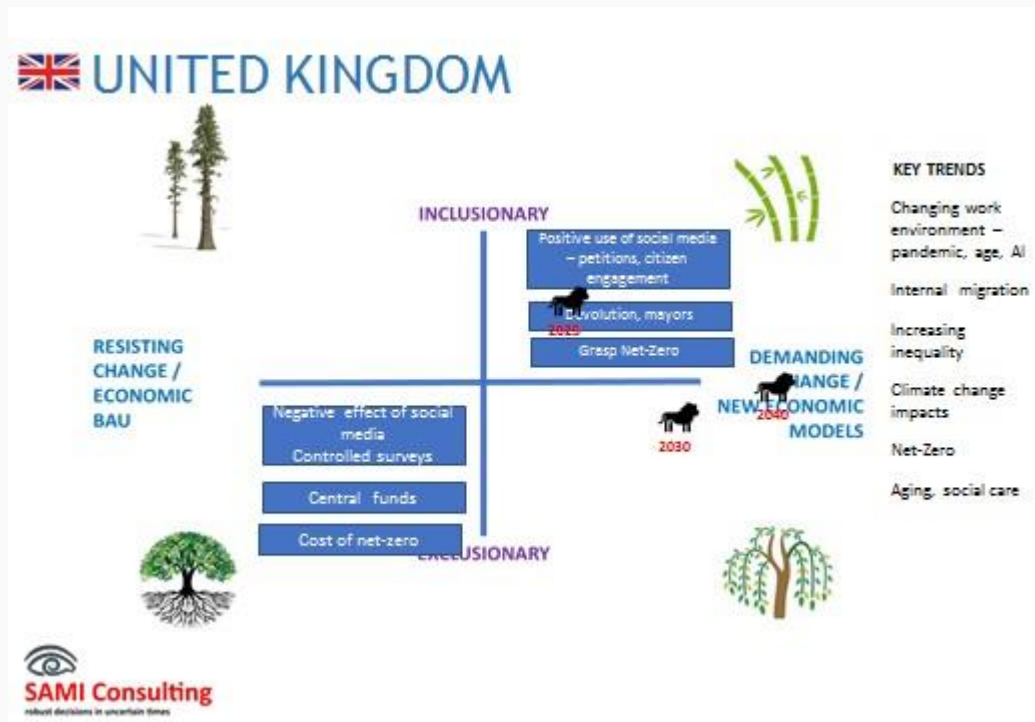 UNITED KINGDOM
INCLUSIONARY
Positive use of social media
– petitions, citizen
engagement
Devolution, mayors
Grasp Net-Zero
RESISTING
CHANGE /
ECONOMIC
BAU
DEMANDING
CHANGE /
NEW ECONOMIC
MODELS
2030
2040
Negative effect of social
media
Controlled surveys
Central funds
Cost of net-zero
EXCLUSIONARY
KEY TRENDS
Changing work
environment –
pandemic, age, AI
Internal migration
Increasing
inequality
Climate change
impacts
Net-Zero
Aging, social care
SAMI Consulting
robust decisions in uncertain times